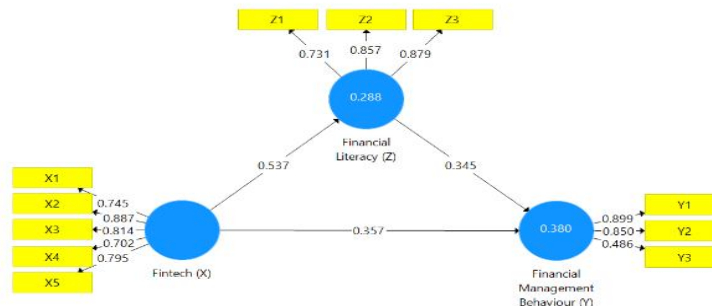 Z1 Z2 Z3
0.731 0.857 0.879
0.288
Financial
Literacy (Z)
0.537 0.345
X1
X2
X3
X4
X5
0.745
0.887
0.814
0.702
0.795
Fintech (X)
0.357
0.380
Financial
Management
Behaviour (Y)
0.899
0.850
0.486
Y1
Y2
Y3